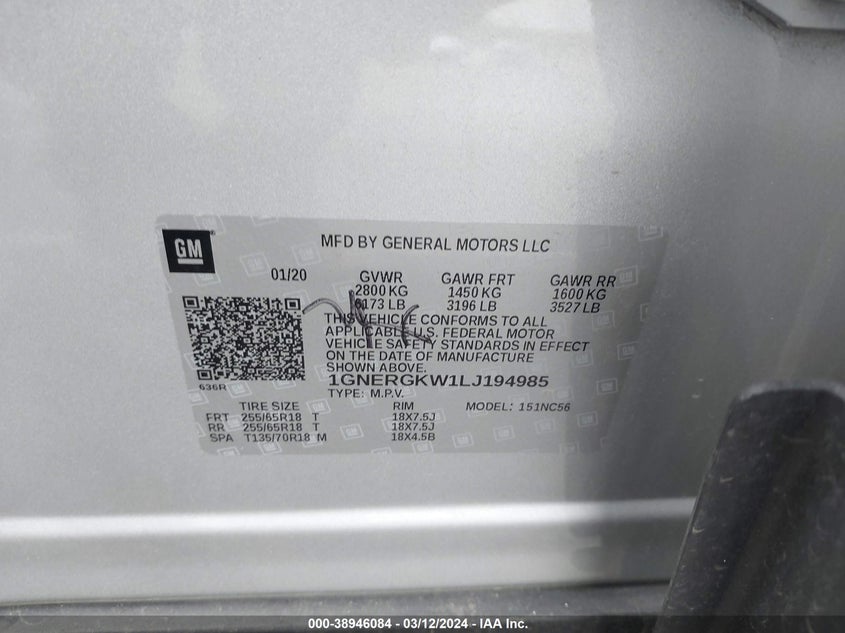 GM
MFD BY GENERAL MOTORS LLC
01/20 GVWR GAWR FRT GAWR RR
2800 KG 1450 KG 1600 KG
6173 LB 3196 LB 3527 LB
THIS VEHICLE CONFORMS TO ALL
APPLICABLE U.S. FEDERAL MOTOR
VEHICLE SAFETY STANDARDS IN EFFECT
ON THE DATE OF MANUFACTURE
SHOWN ABOVE.
636R
1GNERGKW1LJ194985
TYPE: M.P.V.
TIRE SIZE RIM MODEL: 151NC56
FRT 255/65R18 T 18X7.5J
RR 255/65R18 T 18X7.5J
SPA T135/70R18 M 18X4.5B
000-38946084 - 03/12/2024 - IAA Inc.